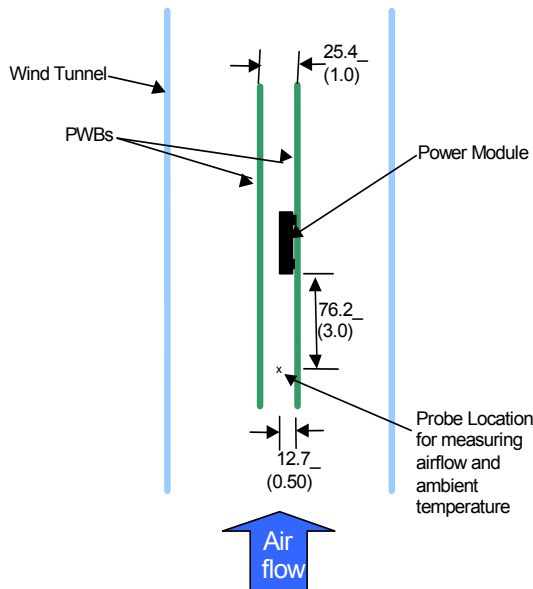 25.4_
(1.0)
Wind Tunnel
PWBs
Power Module
76.2_
(3.0)
x
Probe Location
for measuring
airflow and
ambient
temperature
12.7_
(0.50)
Air
flow